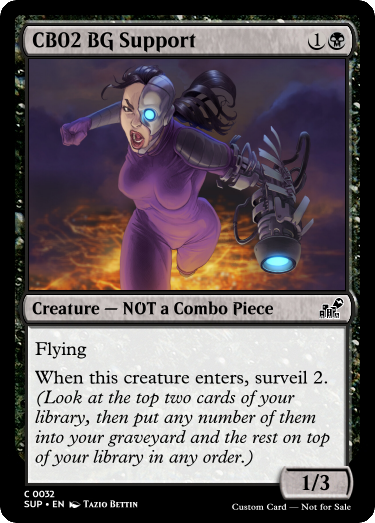 CB02 BG Support 1
Creature — NOT a Combo Piece
Flying
When this creature enters, surveil 2.
(Look at the top two cards of your
library, then put any number of them
into your graveyard and the rest on top
of your library in any order.)
1/3
C 0032
SUP • EN Tazio Bettin
Custom Card — Not for Sale